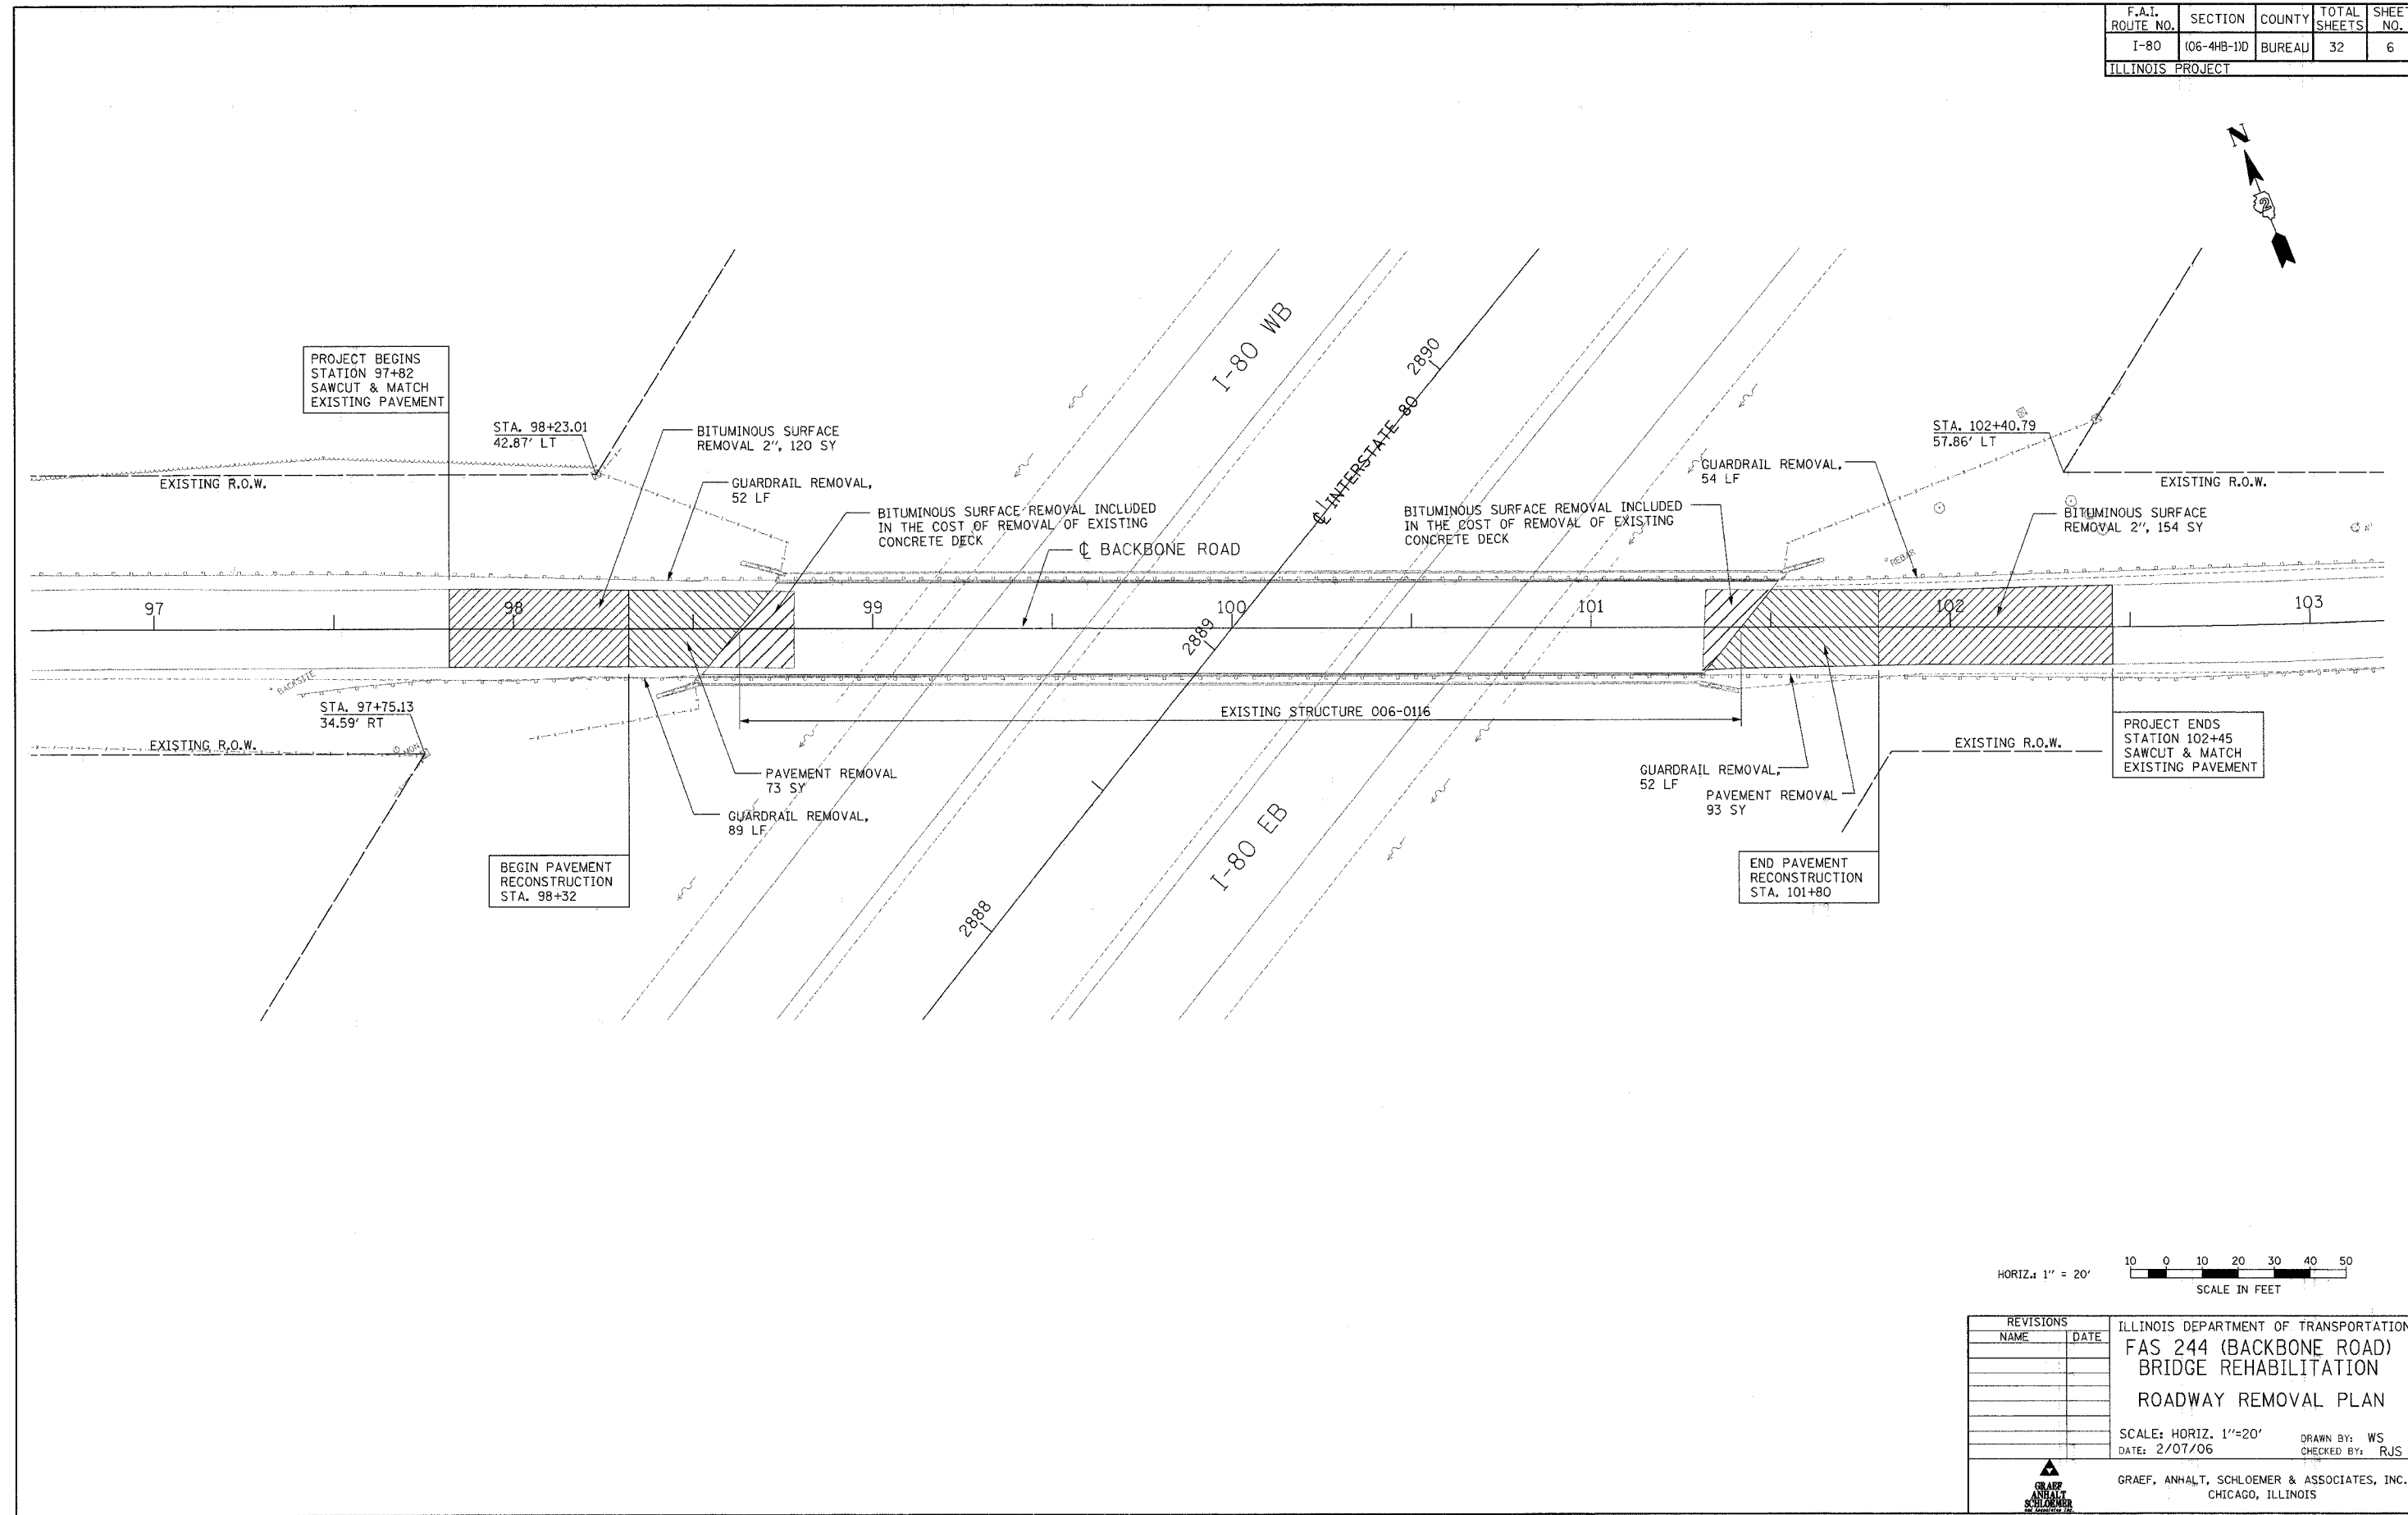 F.A.I. ROUTE NO. SECTION COUNTY TOTAL SHEETS SHEET NO.
I-80 (06-4HB-1)D BUREAU 32 6
ILLINOIS PROJECT
N
2
PROJECT BEGINS
STATION 97+82
SAWCUT & MATCH
EXISTING PAVEMENT
STA. 98+23.01
42.87' LT
BITUMINOUS SURFACE
REMOVAL 2", 120 SY
EXISTING R.O.W.
GUARDRAIL REMOVAL,
52 LF
BITUMINOUS SURFACE REMOVAL INCLUDED
IN THE COST OF REMOVAL OF EXISTING
CONCRETE DECK
℄ BACKBONE ROAD
I-80 WB
2890
℄ INTERSTATE 80
BITUMINOUS SURFACE REMOVAL INCLUDED
IN THE COST OF REMOVAL OF EXISTING
CONCRETE DECK
GUARDRAIL REMOVAL,
54 LF
STA. 102+40.79
57.86' LT
EXISTING R.O.W.
BITUMINOUS SURFACE
REMOVAL 2", 154 SY
REBAR
97 98 99 100 101 102 103
2889
BACKSITE
STA. 97+75.13
34.59' RT
EXISTING R.O.W.
MON
EXISTING STRUCTURE 006-0116
PAVEMENT REMOVAL
73 SY
GUARDRAIL REMOVAL,
89 LF
BEGIN PAVEMENT
RECONSTRUCTION
STA. 98+32
2888
I-80 EB
GUARDRAIL REMOVAL,
52 LF
PAVEMENT REMOVAL
93 SY
EXISTING R.O.W.
PROJECT ENDS
STATION 102+45
SAWCUT & MATCH
EXISTING PAVEMENT
END PAVEMENT
RECONSTRUCTION
STA. 101+80
HORIZ.: 1" = 20'
10 0 10 20 30 40 50
SCALE IN FEET
REVISIONS
NAME DATE
ILLINOIS DEPARTMENT OF TRANSPORTATION
FAS 244 (BACKBONE ROAD)
BRIDGE REHABILITATION
ROADWAY REMOVAL PLAN
SCALE: HORIZ. 1"=20'
DATE: 2/07/06
DRAWN BY: WS
CHECKED BY: RJS
GRAEF
ANHALT
SCHLOEMER
and Associates Inc.
GRAEF, ANHALT, SCHLOEMER & ASSOCIATES, INC.
CHICAGO, ILLINOIS